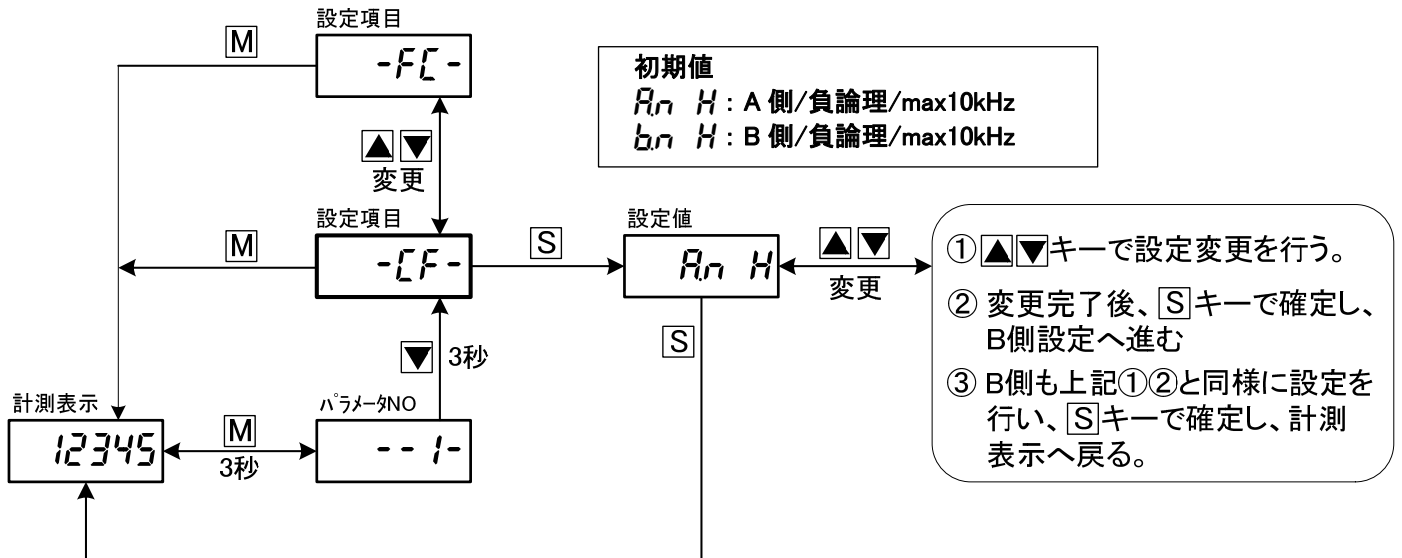 設定項目
M
-FC-
初期値
A.n H : A 側/負論理/max10kHz
b.n H : B 側/負論理/max10kHz
▲▼
変更
設定項目
M
-CF-
S
設定値
A.n H
▲▼
変更
①▲▼キーで設定変更を行う。
② 変更完了後、Sキーで確定し、
B側設定へ進む
③ B側も上記①②と同様に設定を
行い、Sキーで確定し、計測
表示へ戻る。
▼ 3秒
S
計測表示
12345
M
3秒
パラメータNO
--1-